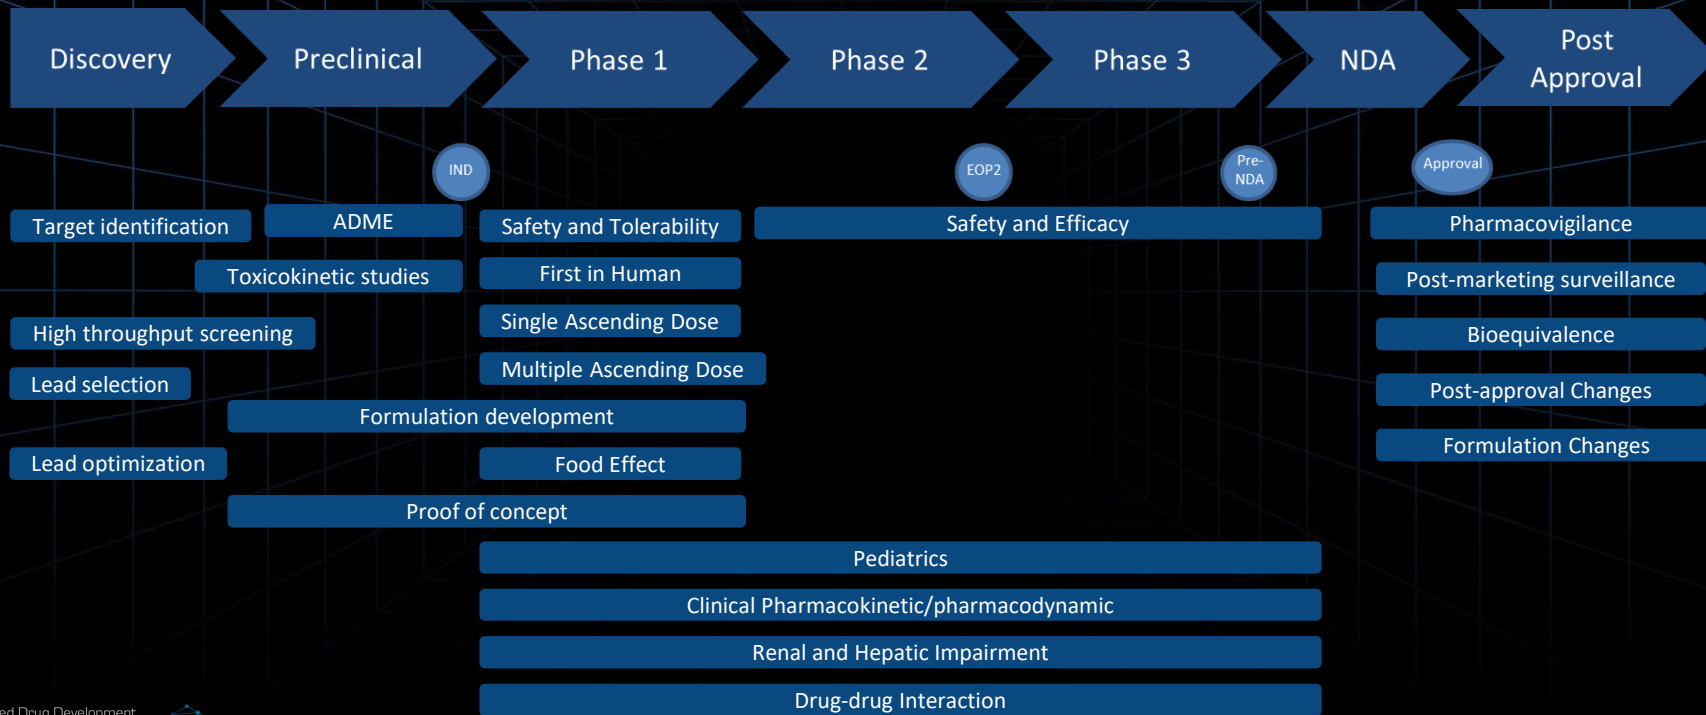 Discovery
Preclinical
Phase 1
Phase 2
Phase 3
NDA
Post
Approval
IND
EOP2
Pre-
NDA
Approval
Target identification
ADME
Safety and Tolerability
Safety and Efficacy
Pharmacovigilance
Toxicokinetic studies
First in Human
Post-marketing surveillance
High throughput screening
Single Ascending Dose
Bioequivalence
Lead selection
Multiple Ascending Dose
Post-approval Changes
Formulation development
Formulation Changes
Lead optimization
Food Effect
Proof of concept
Pediatrics
Clinical Pharmacokinetic/pharmacodynamic
Renal and Hepatic Impairment
Drug-drug Interaction
Drug Development